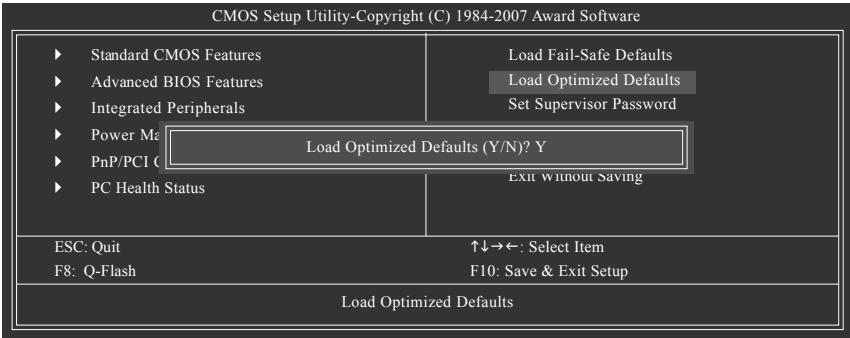 CMOS Setup Utility-Copyright (C) 1984-2007 Award Software
Standard CMOS Features
Advanced BIOS Features
Integrated Peripherals
Power Ma
PnP/PCI
PC Health Status
Load Fail-Safe Defaults
Load Optimized Defaults
Set Supervisor Password
Exit Without Saving
Load Optimized Defaults (Y/N)? Y
ESC: Quit
↑↓→←: Select Item
F8: Q-Flash
F10: Save & Exit Setup
Load Optimized Defaults